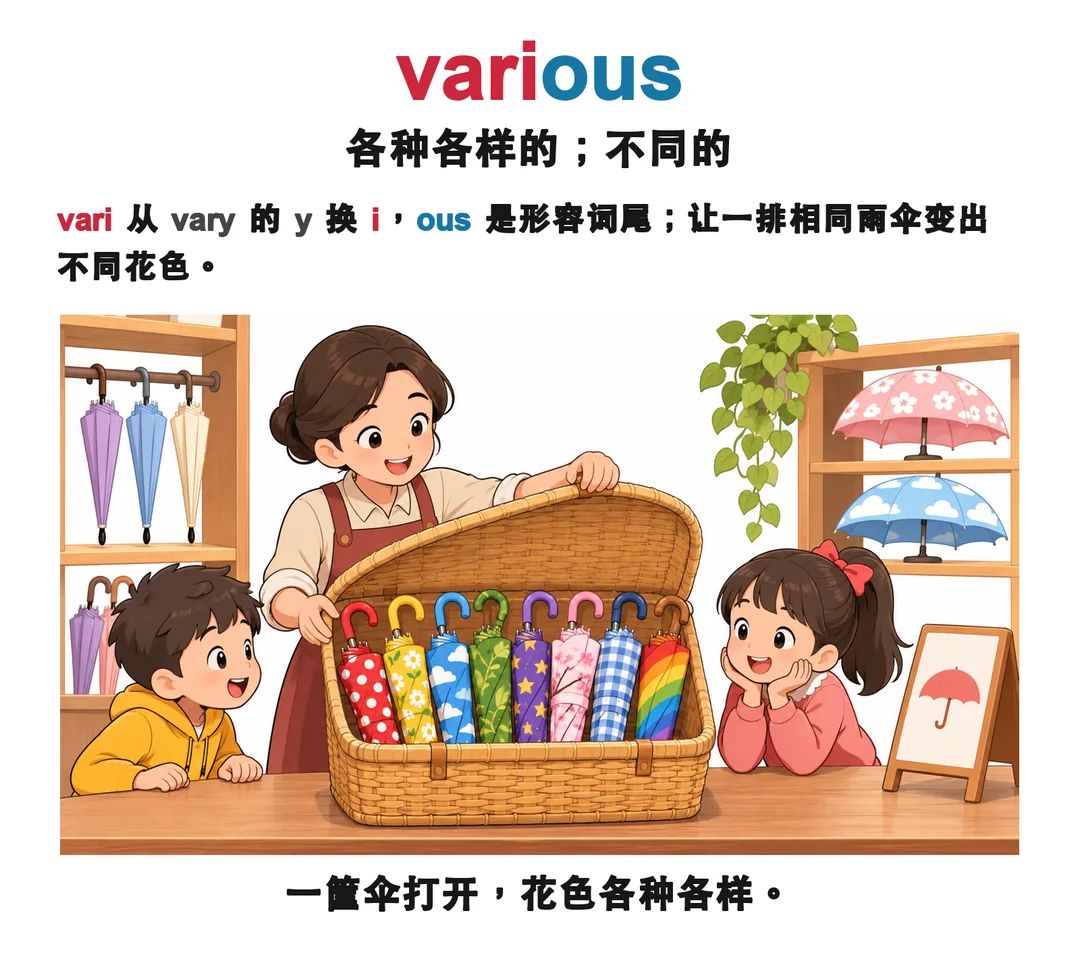 various
各种各样的；不同的
vari 从 vary 的 y 换 i，ous 是形容词尾；让一排相同雨伞变出
不同花色。
一筐伞打开，花色各种各样。